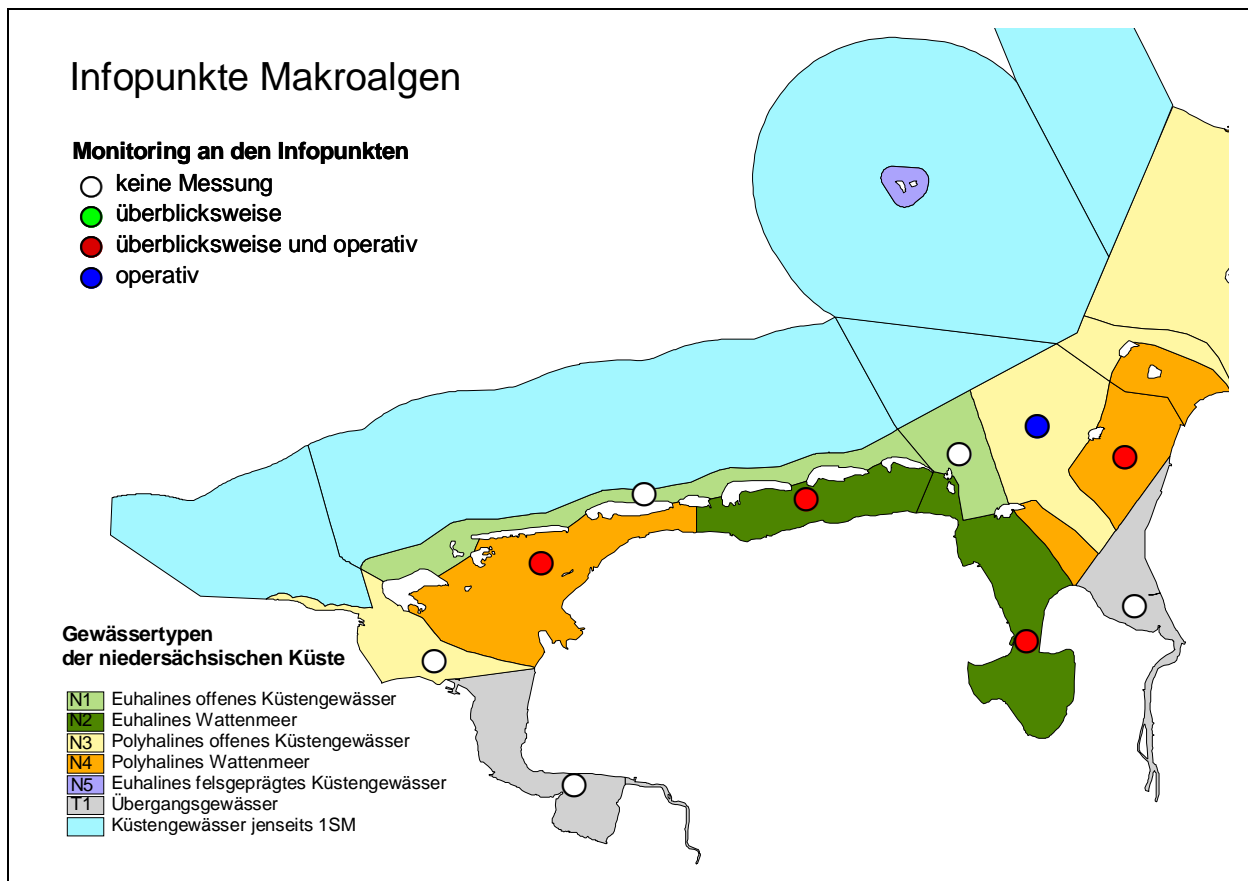 Infopunkte Makroalgen
Monitoring an den Infopunkten
keine Messung
überblicksweise
überblicksweise und operativ
operativ
Gewässertypen
der niedersächsischen Küste
N1 Euhalines offenes Küstengewässer
N2 Euhalines Wattenmeer
N3 Polyhalines offenes Küstengewässer
N4 Polyhalines Wattenmeer
N5 Euhalines felsgeprägtes Küstengewässer
T1 Übergangsgewässer
Küstengewässer jenseits 1SM